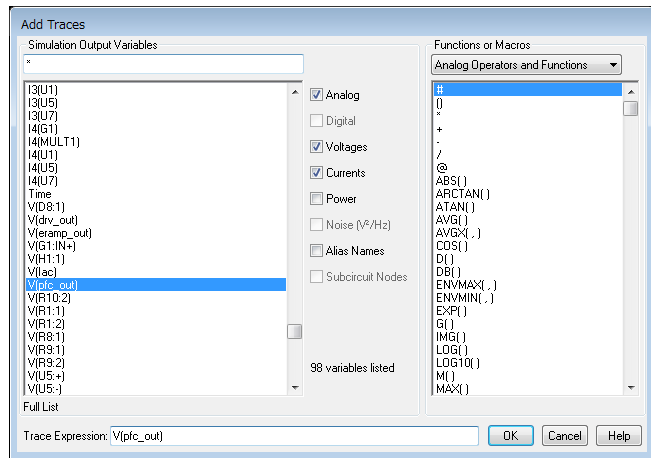 Add Traces
Simulation Output Variables
*
I3(U1)
I3(U5)
I3(U7)
I4(G1)
I4(MULT1)
I4(U1)
I4(U5)
I4(U7)
Time
V(D8:1)
V(drv_out)
V(eramp_out)
V(G1:IN+)
V(H1:1)
V(Iac)
V(pfc_out)
V(R10:2)
V(R1:1)
V(R1:2)
V(R8:1)
V(R9:1)
V(R9:2)
V(U5:+)
V(U5:-)
Full List
Analog
Digital
Voltages
Currents
Power
Noise (V²/Hz)
Alias Names
Subcircuit Nodes
98 variables listed
Functions or Macros
Analog Operators and Functions
#
()
*
+
-
/
@
ABS( )
ARCTAN( )
ATAN( )
AVG( )
AVGX( , )
COS( )
D( )
DB( )
ENVMAX( , )
ENVMIN( , )
EXP( )
G( )
IMG( )
LOG( )
LOG10( )
M( )
MAX( )
Trace Expression: V(pfc_out)
OK
Cancel
Help